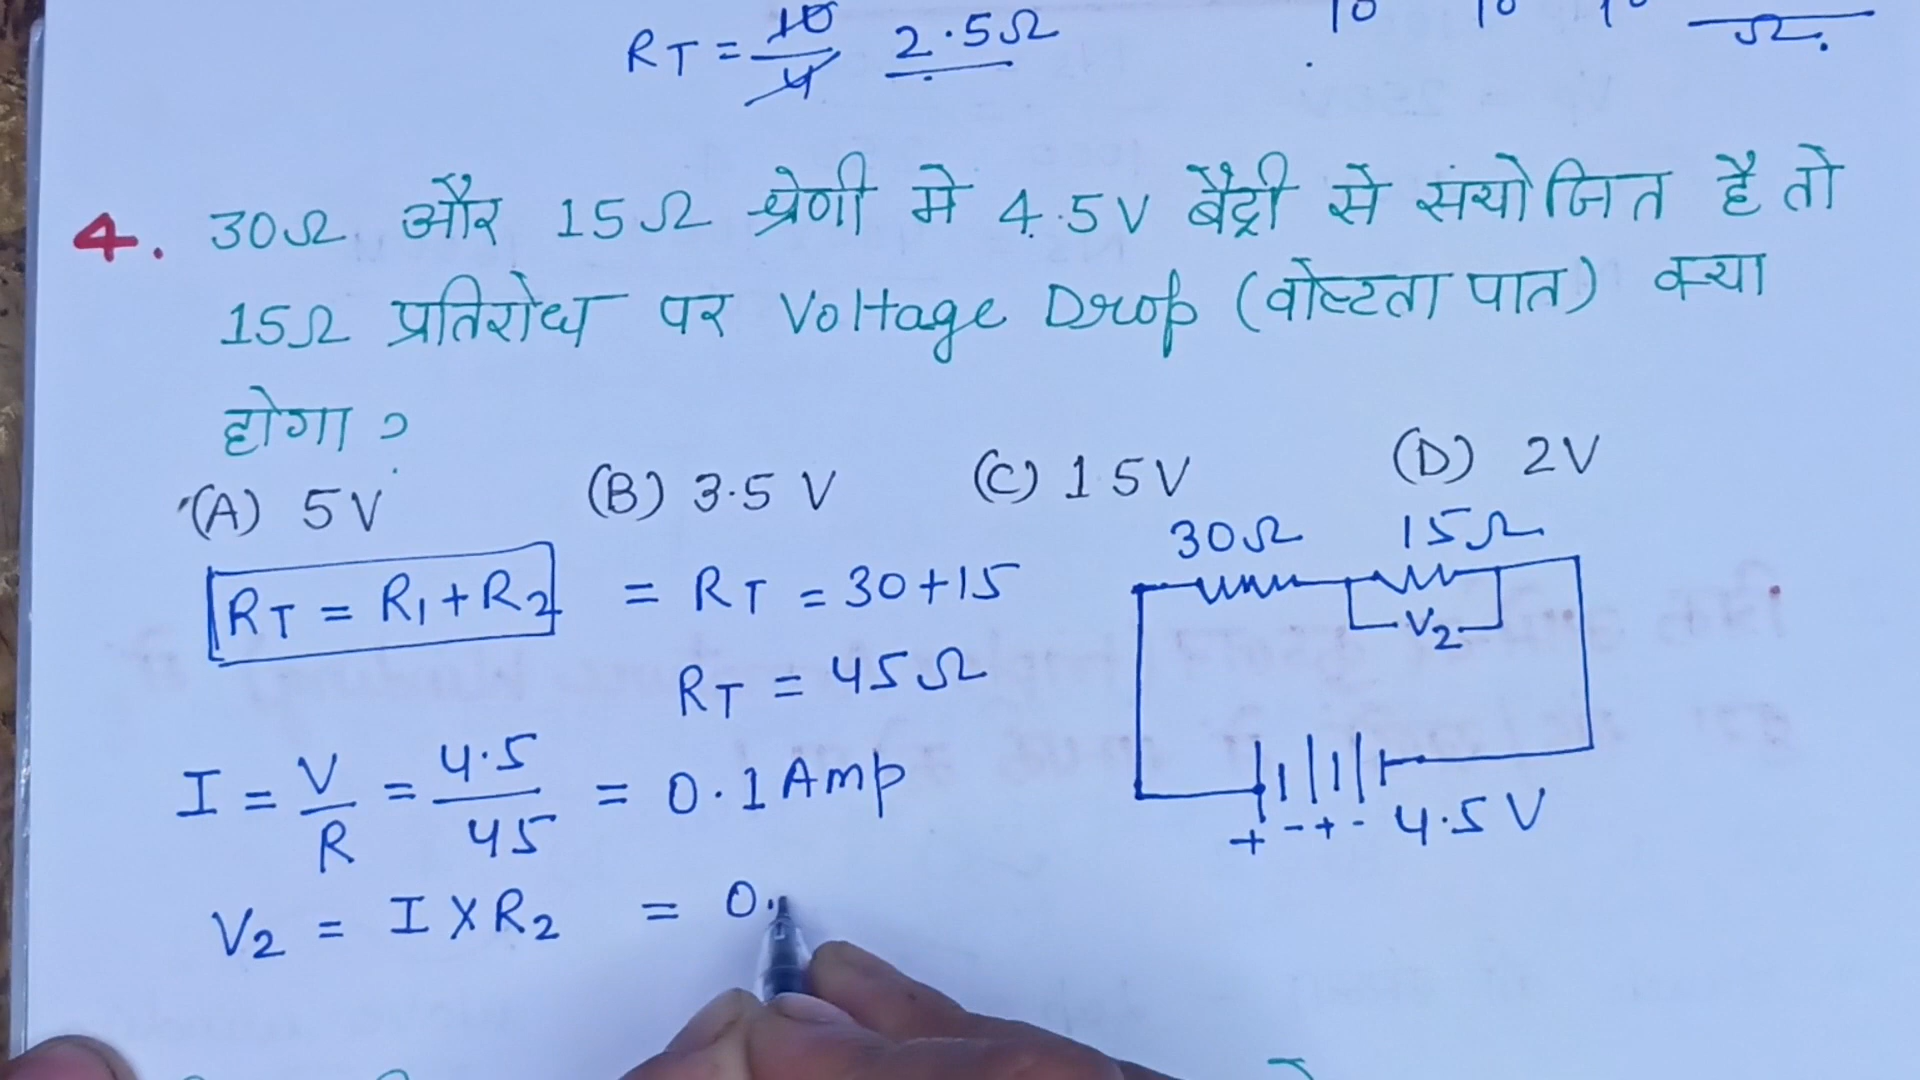 RT = 10/4 2.5Ω
Ω.
4. 30Ω और 15Ω श्रेणी मे 4.5V बैट्री से संयोजित है तो
15Ω प्रतिरोध पर Voltage Drop (वोल्टता पात) क्या
होगा ?
(A) 5V (B) 3.5 V (C) 1.5V (D) 2V
30Ω 15Ω
RT = R1+R2 = RT = 30+15
V2
RT = 45Ω
I = V/R = 4.5/45 = 0.1 Amp
+ - + - 4.5 V
V2 = I X R2 = 0.